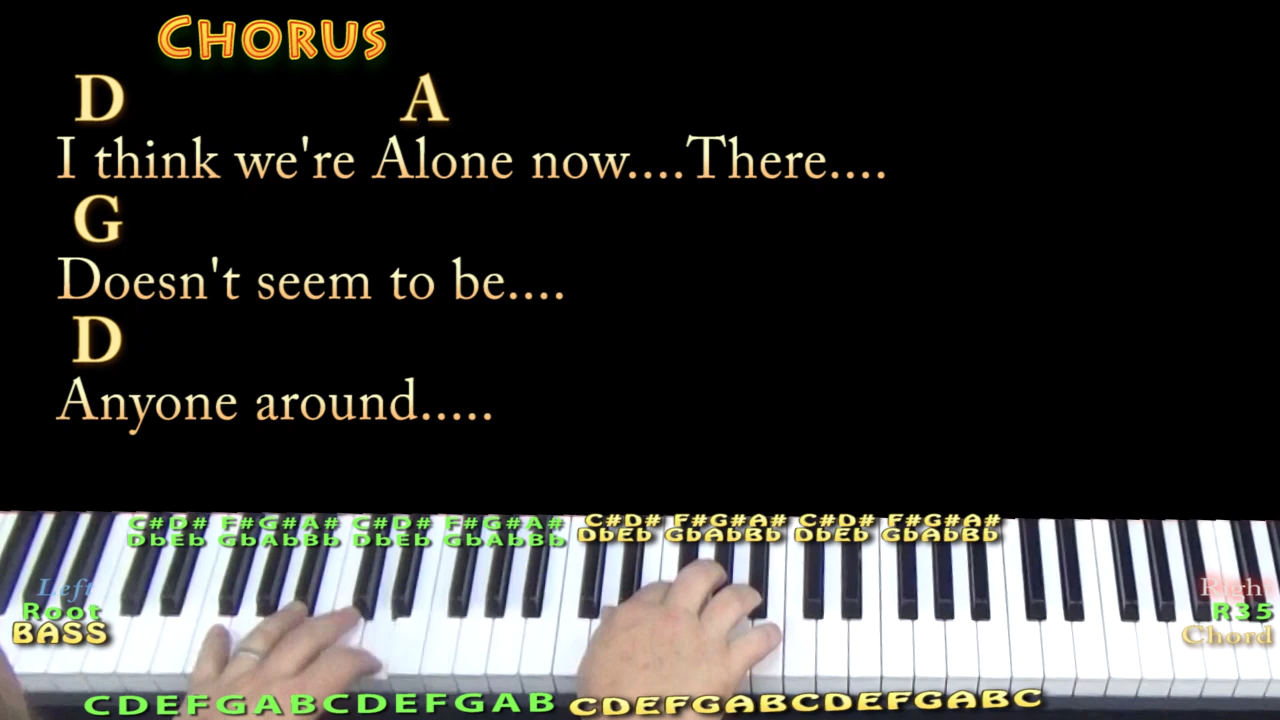 CHORUS
D A
I think we're Alone now....There....
G
Doesn't seem to be....
D
Anyone around.....
C#D# F#G#A# C#D# F#G#A# C#D# F#G#A# C#D# F#G#A#
DbEb GbAbBb DbEb GbAbBb DbEb GbAbBb DbEb GbAbBb
Left Right
Root R35
BASS Chord
CDEFGABCDEFGAB CDEFGABCDEFGABC